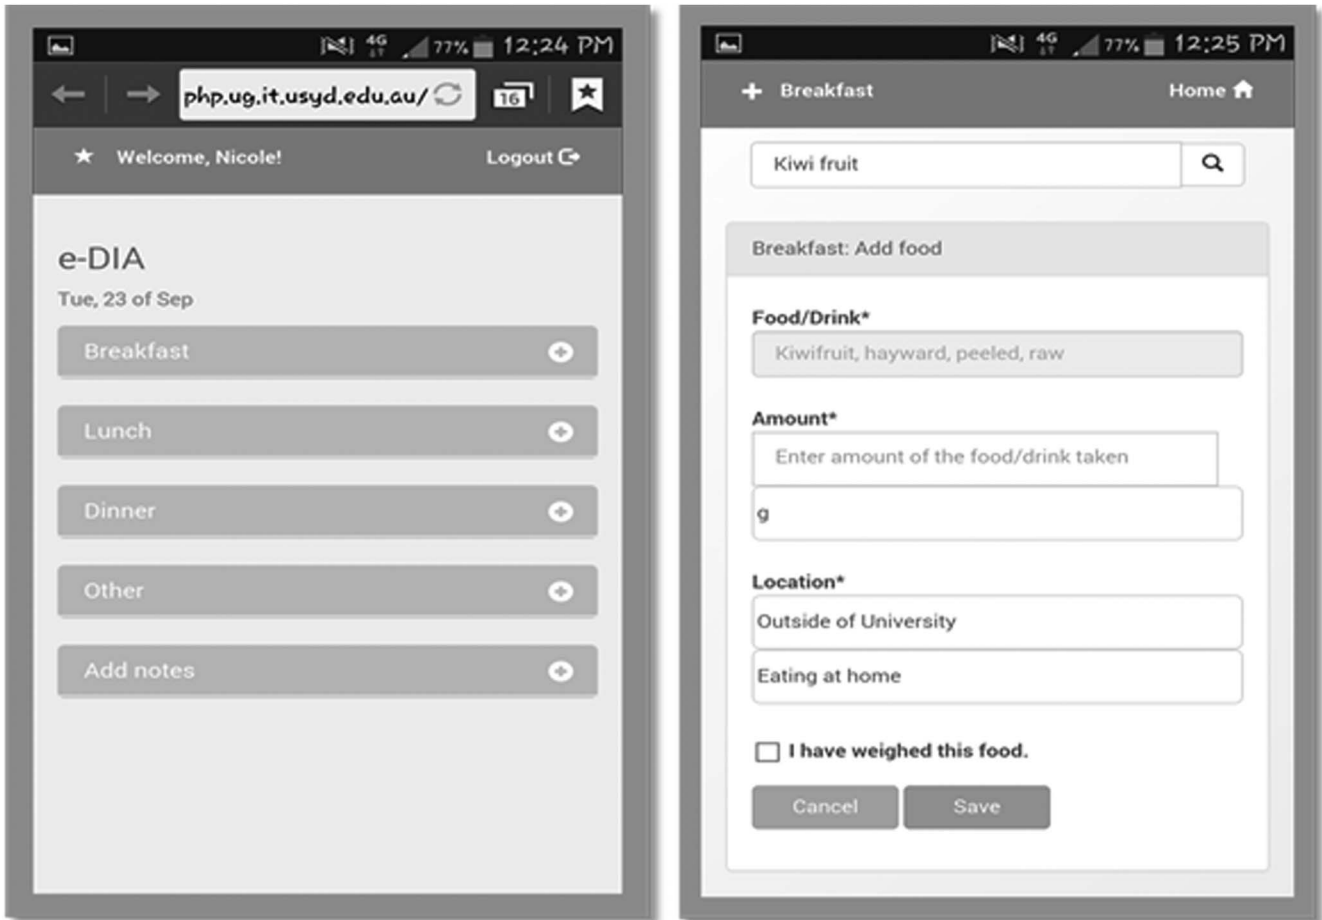 4G 77% 12:24 PM
php.ug.it.usyd.edu.au/ 16
Welcome, Nicole! Logout
e-DIA
Tue, 23 of Sep
Breakfast
Lunch
Dinner
Other
Add notes
4G 77% 12:25 PM
Breakfast Home
Kiwi fruit
Breakfast: Add food
Food/Drink*
Kiwifruit, hayward, peeled, raw
Amount*
Enter amount of the food/drink taken
g
Location*
Outside of University
Eating at home
I have weighed this food.
Cancel Save